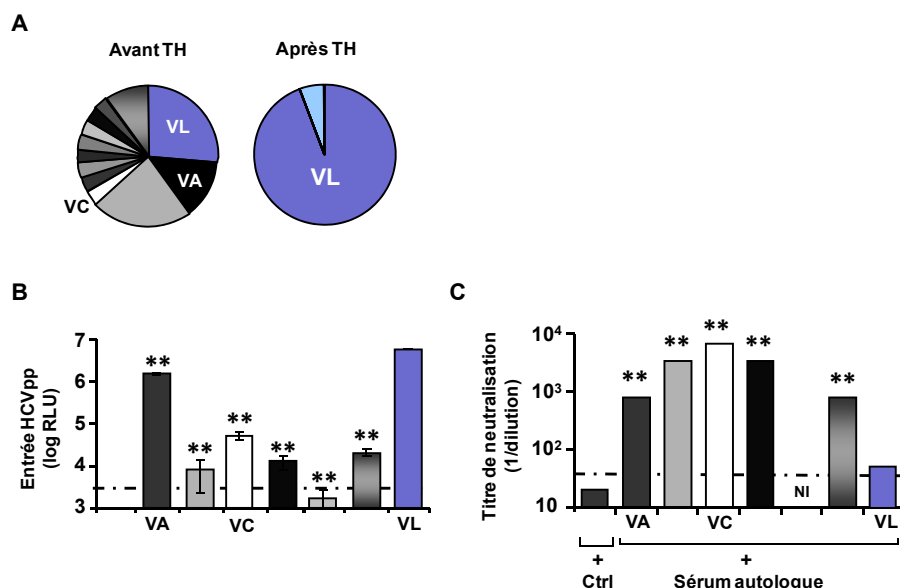 A
Avant TH
Après TH
VL
VA
VC
VL
B
Entrée HCVpp
(log RLU)
7
6
5
4
3
**
**
**
**
**
**
VA
VC
VL
C
Titre de neutralisation
(1/dilution)
10⁴
10³
10²
10
**
**
**
**
**
NI
VA
VC
VL
+
+
Ctrl
Sérum autologue